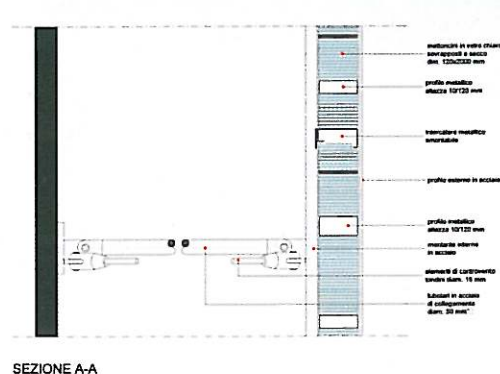 mattoncini in vetro chiaro
sovrapposti a secco
dim. 120x2000 mm
profilo metallico
altezza 10/120 mm
intercalare metallico
smontabile
profilo esterno in acciaio
profilo metallico
altezza 10/120 mm
montante interno
in acciaio
elementi di controvento
tondini diam. 15 mm
tubolari in acciaio
di collegamento
diam. 30 mm
SEZIONE A-A